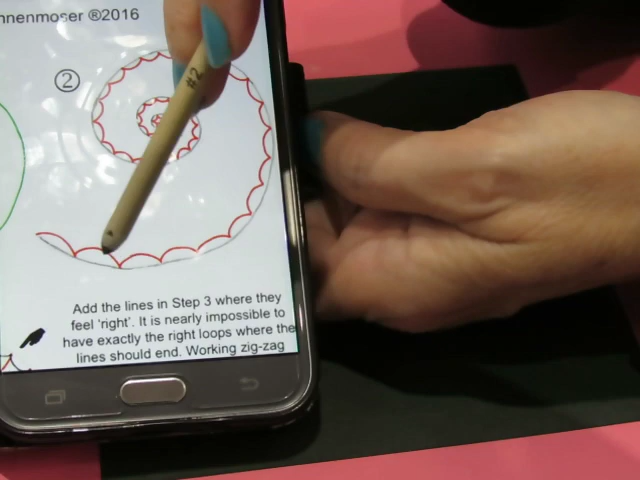 ®2016
②
#2
Add the lines in Step 3 where they
feel 'right'. It is nearly impossible to
have exactly the right loops where the
lines should end. Working zig-zag